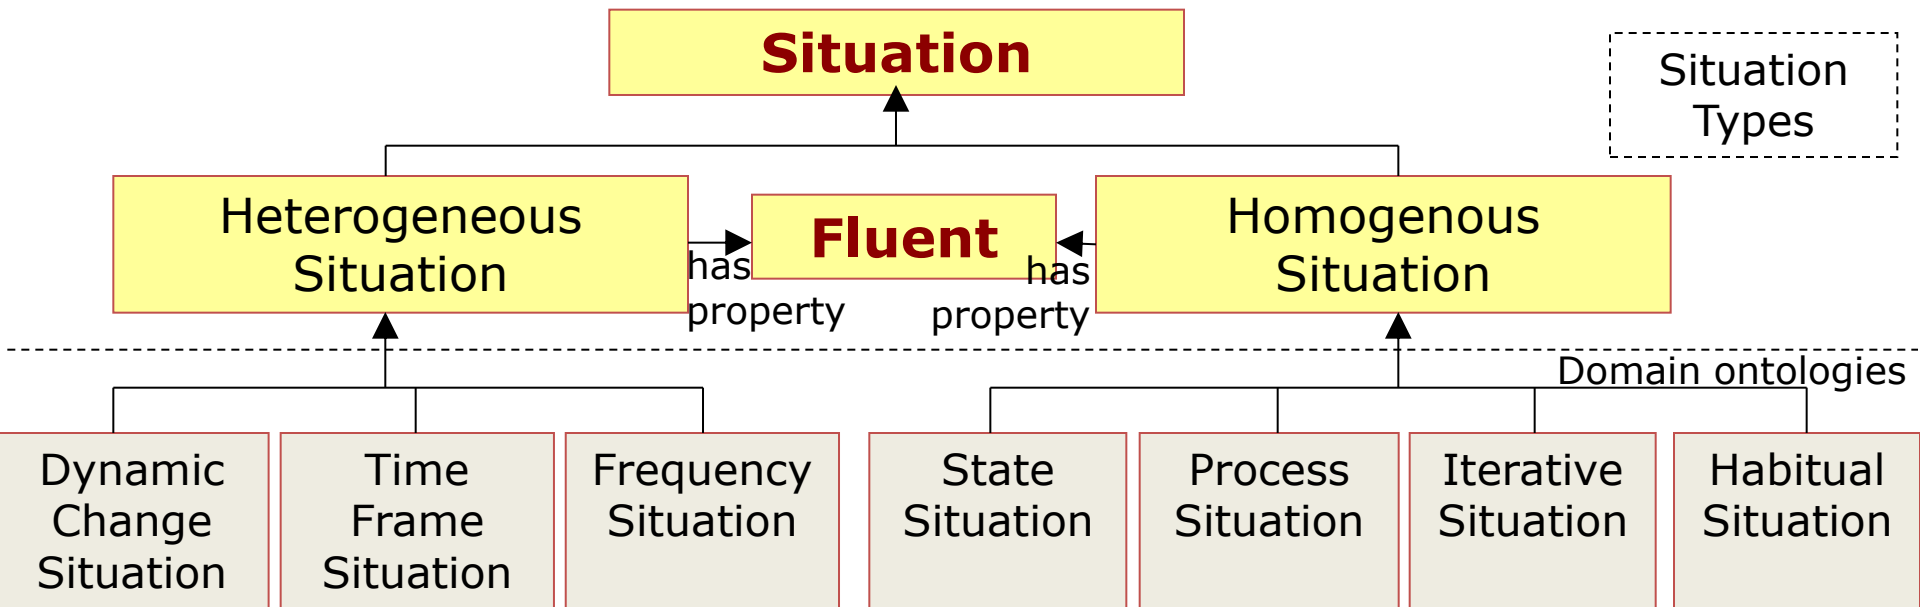 Situation
Situation
Types
Heterogeneous
Situation
has
property
Fluent
has
property
Homogenous
Situation
Domain ontologies
Dynamic
Change
Situation
Time
Frame
Situation
Frequency
Situation
State
Situation
Process
Situation
Iterative
Situation
Habitual
Situation